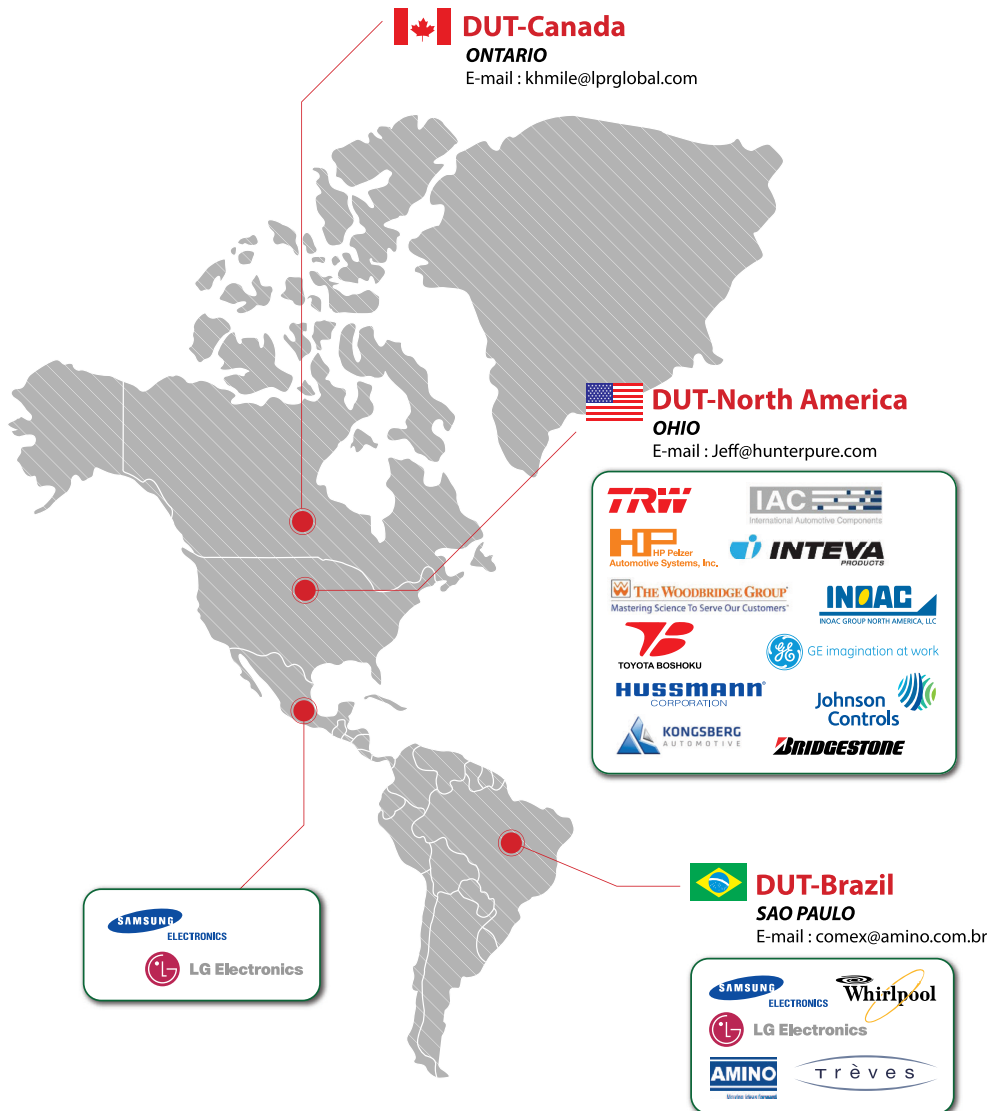 DUT-Canada
ONTARIO
E-mail : khmile@lprglobal.com
DUT-North America
OHIO
E-mail : Jeff@hunterpure.com
TRW
IAC
International Automotive Components
HP
HP Pelzer
Automotive Systems, Inc.
INTEVA
PRODUCTS
THE WOODBRIDGE GROUP
Mastering Science To Serve Our Customers
INOAC
INOAC GROUP NORTH AMERICA, LLC
TOYOTA BOSHOKU
GE imagination at work
HUSSMANN
CORPORATION
Johnson
Controls
KONGSBERG
AUTOMOTIVE
BRIDGESTONE
SAMSUNG
ELECTRONICS
LG Electronics
DUT-Brazil
SAO PAULO
E-mail : comex@amino.com.br
SAMSUNG
ELECTRONICS
Whirlpool
LG Electronics
AMINO
Trèves